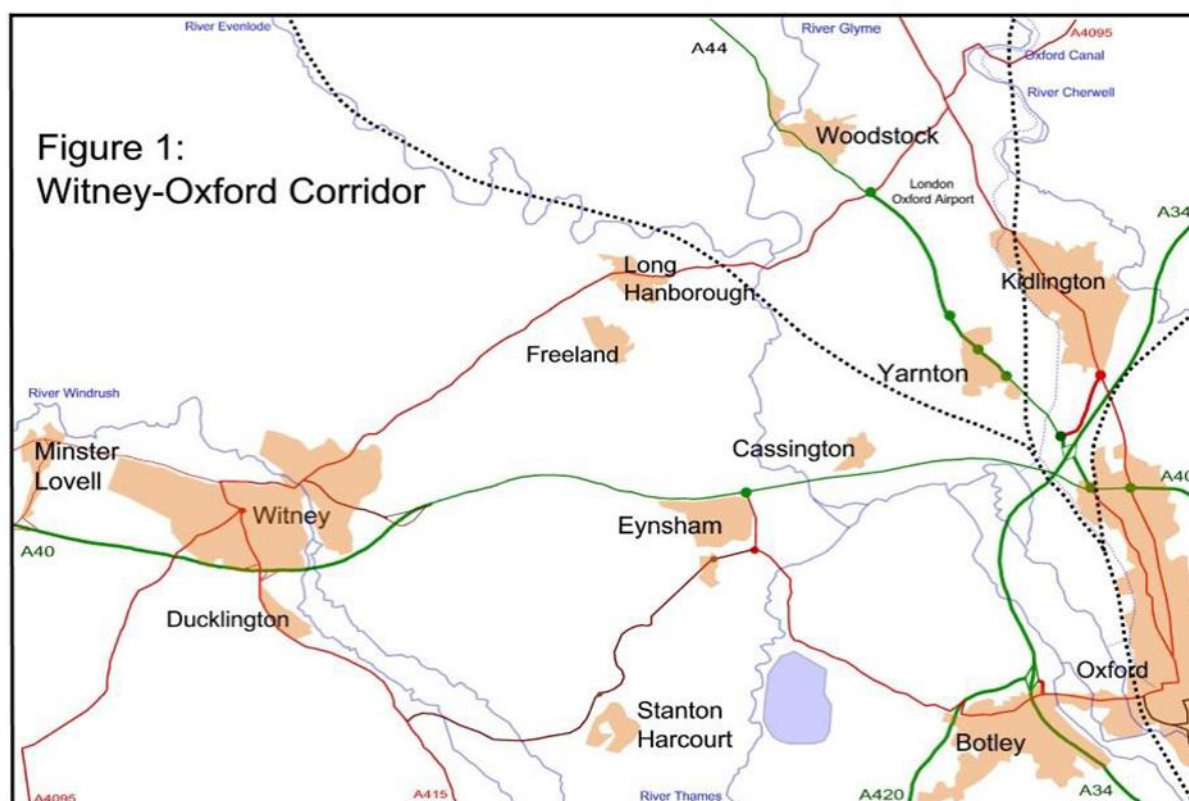 River Evenlode
River Glyme
A4095
A44
Oxford Canal
River Cherwell
Figure 1:
Witney-Oxford Corridor
Woodstock
London
Oxford Airport
A34
Long
Hanborough
Kidlington
Freeland
Yarnton
River Windrush
Minster
Lovell
Cassington
Witney
A40
Eynsham
A40
Ducklington
Oxford
Stanton
Harcourt
Botley
A4095
A415
River Thames
A420
A34